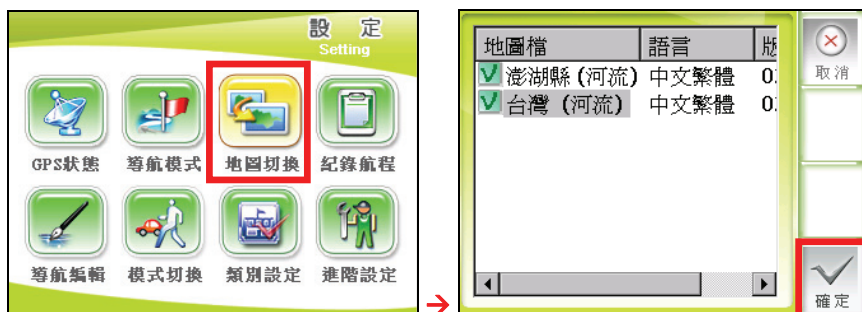 設 定
Setting
GPS狀態 導航模式 地圖切換 紀錄航程
導航編輯 模式切換 類別設定 進階設定
地圖檔 語言
澎湖縣 (河流) 中文繁體
台灣 (河流) 中文繁體
取消
確定